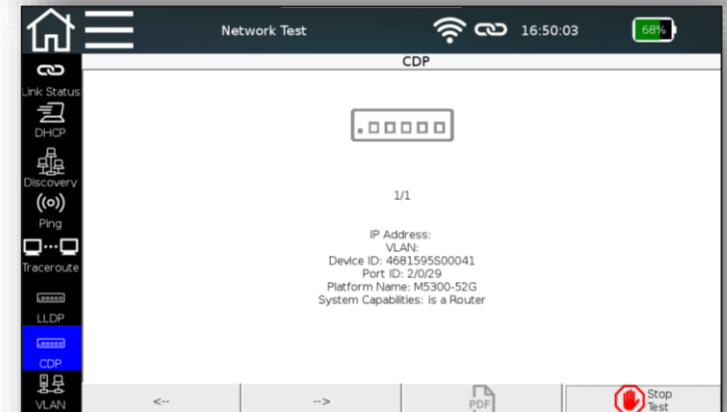 Network Test
16:50:03
68%
CDP
Link Status
DHCP
Discovery
Ping
Traceroute
LLDP
CDP
VLAN
1/1
IP Address:
VLAN:
Device ID: 4681595S00041
Port ID: 2/0/29
Platform Name: M5300-52G
System Capabilities: is a Router
<--
-->
PDF
Stop
Test